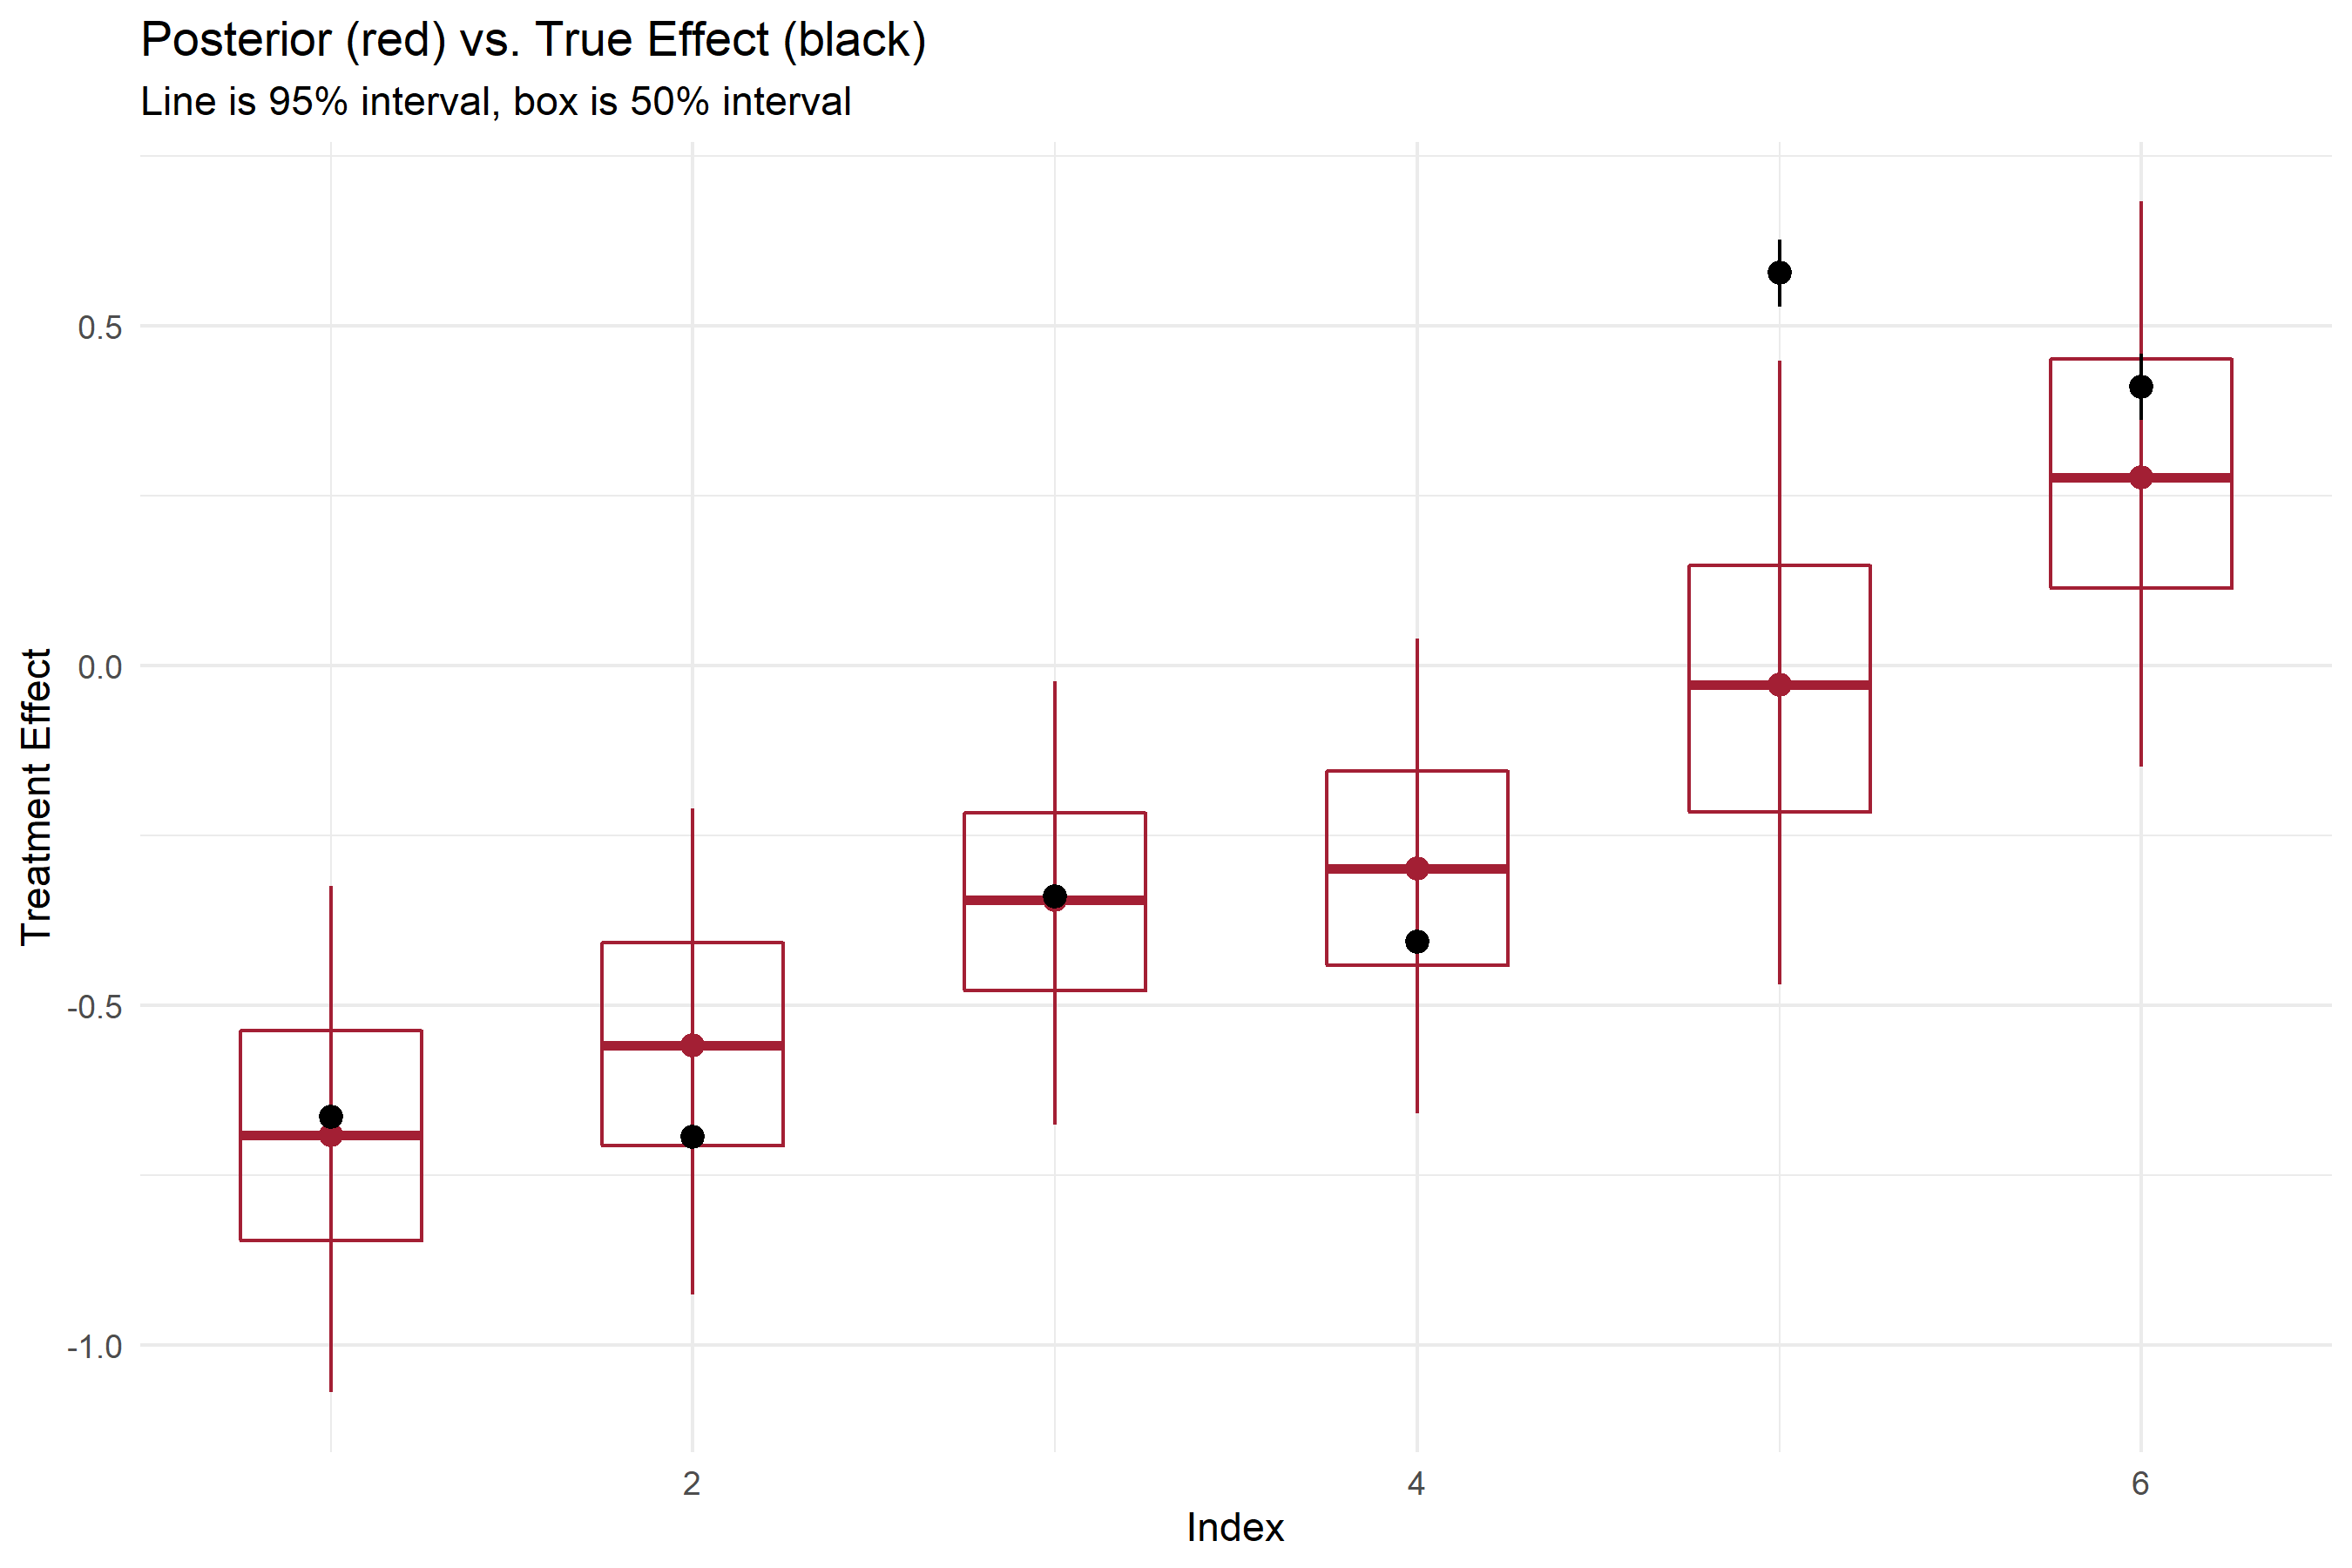 Posterior (red) vs. True Effect (black)
Line is 95% interval, box is 50% interval
Treatment Effect
0.5
0.0
-0.5
-1.0
2
4
6
Index